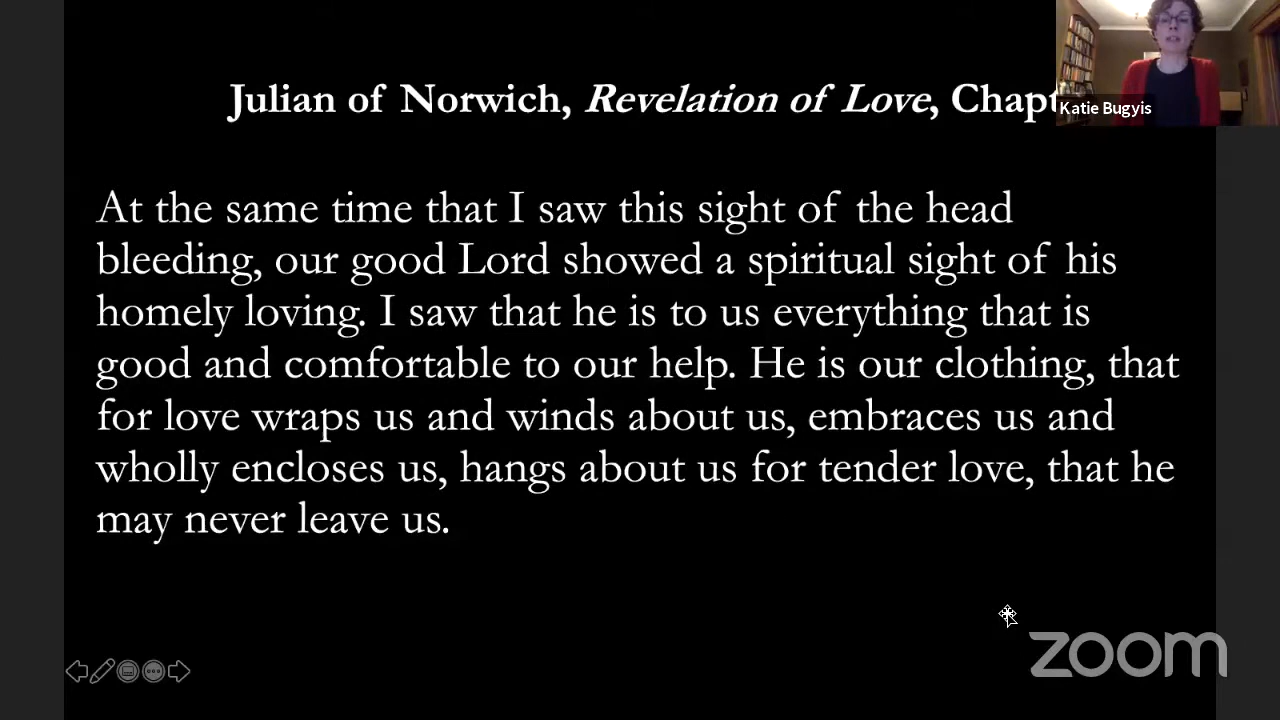 Julian of Norwich, Revelation of Love,
Katie Bugyis
At the same time that I saw this sight of the head
bleeding, our good Lord showed a spiritual sight of his
homely loving. I saw that he is to us everything that is
good and comfortable to our help. He is our clothing, that
for love wraps us and winds about us, embraces us and
wholly encloses us, hangs about us for tender love, that he
may never leave us.
zoom